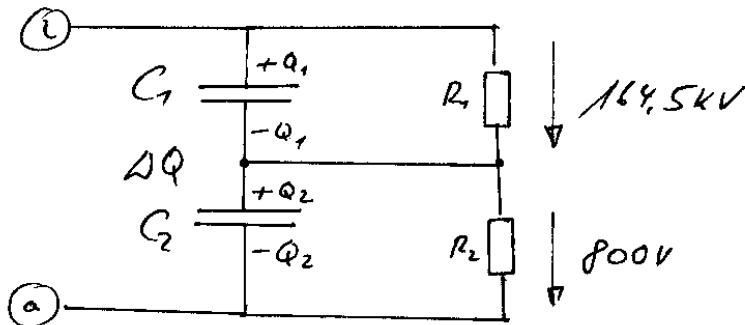 i
+Q₁
C₁
R₁
164,5kV
-Q₁
ΔQ
+Q₂
C₂
-Q₂
R₂
800V
a